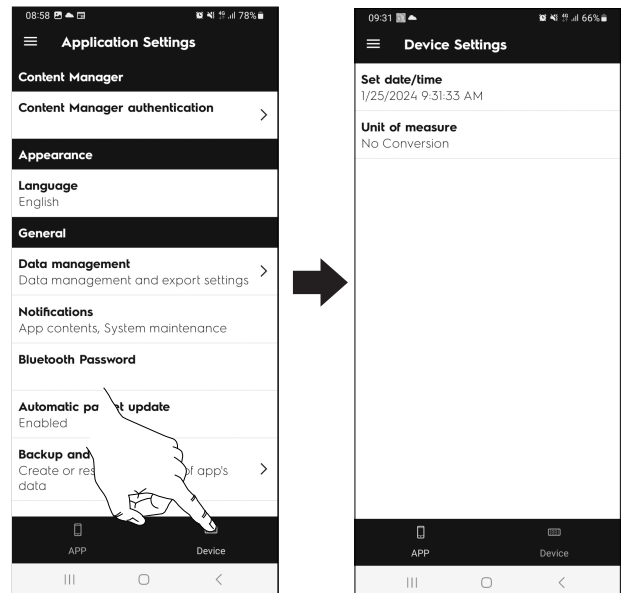 08:58 78%
Application Settings
Content Manager
Content Manager authentication
Appearance
Language
English
General
Data management
Data management and export settings
Notifications
App contents, System maintenance
Bluetooth Password
Automatic pa et update
Enabled
Backup and
Create or res of app's
data
APP Device
09:31 66%
Device Settings
Set date/time
1/25/2024 9:31:33 AM
Unit of measure
No Conversion
APP Device